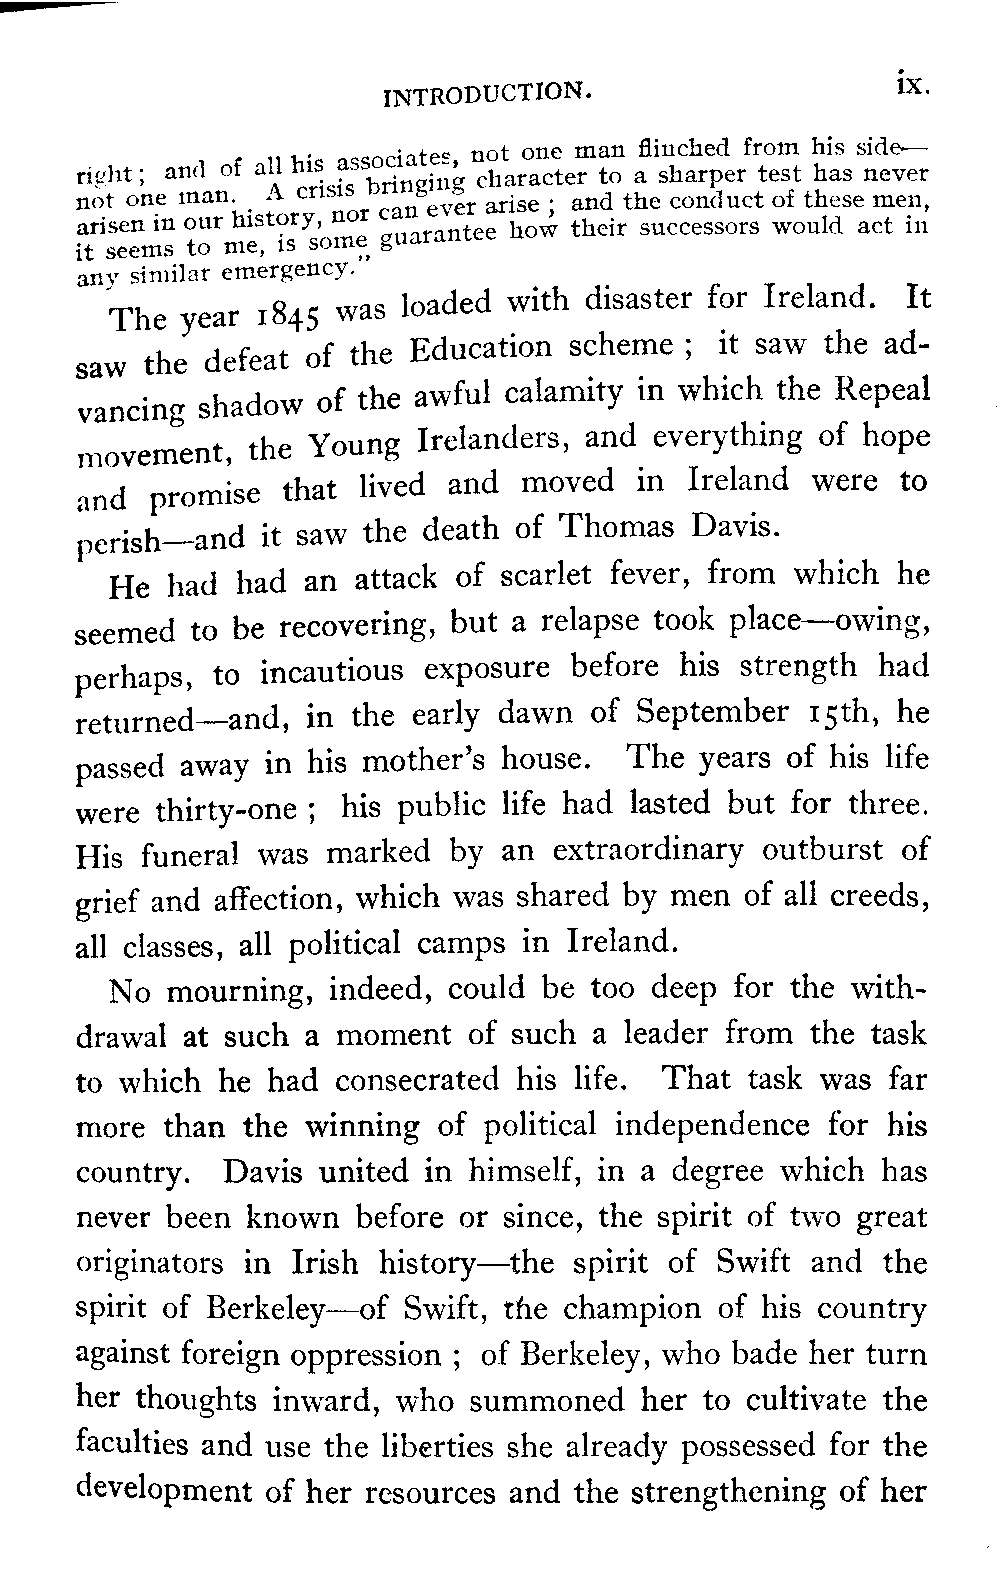 INTRODUCTION. ix.
right; and of all his associates, not one man flinched from his side—
not one man. A crisis bringing character to a sharper test has never
arisen in our history, nor can ever arise; and the conduct of these men,
it seems to me, is some guarantee how their successors would act in
any similar emergency."
The year 1845 was loaded with disaster for Ireland. It
saw the defeat of the Education scheme; it saw the ad-
vancing shadow of the awful calamity in which the Repeal
movement, the Young Irelanders, and everything of hope
and promise that lived and moved in Ireland were to
perish—and it saw the death of Thomas Davis.
He had had an attack of scarlet fever, from which he
seemed to be recovering, but a relapse took place—owing,
perhaps, to incautious exposure before his strength had
returned—and, in the early dawn of September 15th, he
passed away in his mother's house. The years of his life
were thirty-one; his public life had lasted but for three.
His funeral was marked by an extraordinary outburst of
grief and affection, which was shared by men of all creeds,
all classes, all political camps in Ireland.
No mourning, indeed, could be too deep for the with-
drawal at such a moment of such a leader from the task
to which he had consecrated his life. That task was far
more than the winning of political independence for his
country. Davis united in himself, in a degree which has
never been known before or since, the spirit of two great
originators in Irish history—the spirit of Swift and the
spirit of Berkeley—of Swift, the champion of his country
against foreign oppression; of Berkeley, who bade her turn
her thoughts inward, who summoned her to cultivate the
faculties and use the liberties she already possessed for the
development of her resources and the strengthening of her